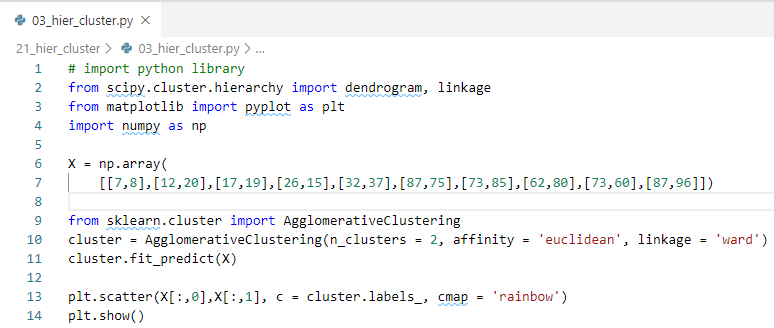 03_hier_cluster.py ×
21_hier_cluster > 03_hier_cluster.py > ...
1 # import python library
2 from scipy.cluster.hierarchy import dendrogram, linkage
3 from matplotlib import pyplot as plt
4 import numpy as np
5
6 X = np.array(
7     [[7,8],[12,20],[17,19],[26,15],[32,37],[87,75],[73,85],[62,80],[73,60],[87,96]])
8
9 from sklearn.cluster import AgglomerativeClustering
10 cluster = AgglomerativeClustering(n_clusters = 2, affinity = 'euclidean', linkage = 'ward')
11 cluster.fit_predict(X)
12
13 plt.scatter(X[:,0],X[:,1], c = cluster.labels_, cmap = 'rainbow')
14 plt.show()